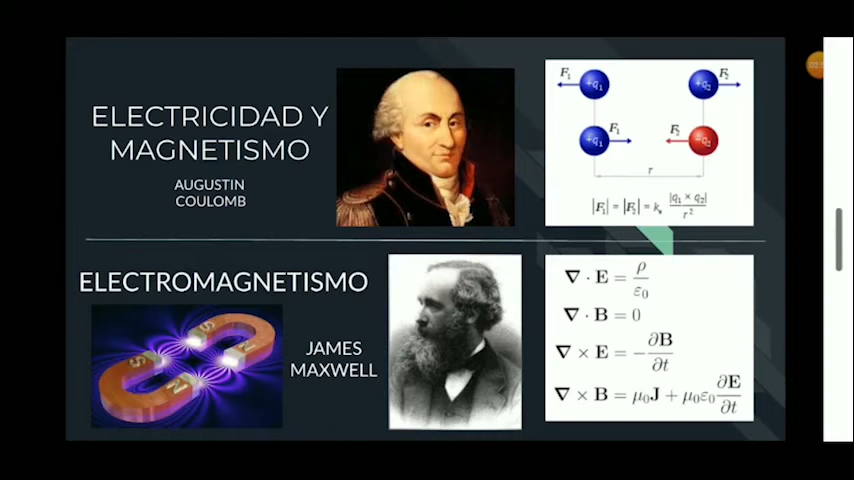 ELECTRICIDAD Y
MAGNETISMO
AUGUSTIN
COULOMB
F₁ +q₁ +q₂ F₂
+q₁ F₁ F₂ −q₂
r
|F₁| = |F₂| = kₑ |q₁ × q₂| / r²
ELECTROMAGNETISMO
S N
S N
JAMES
MAXWELL
∇ · E = ρ/ε₀
∇ · B = 0
∇ × E = −∂B/∂t
∇ × B = μ₀J + μ₀ε₀ ∂E/∂t